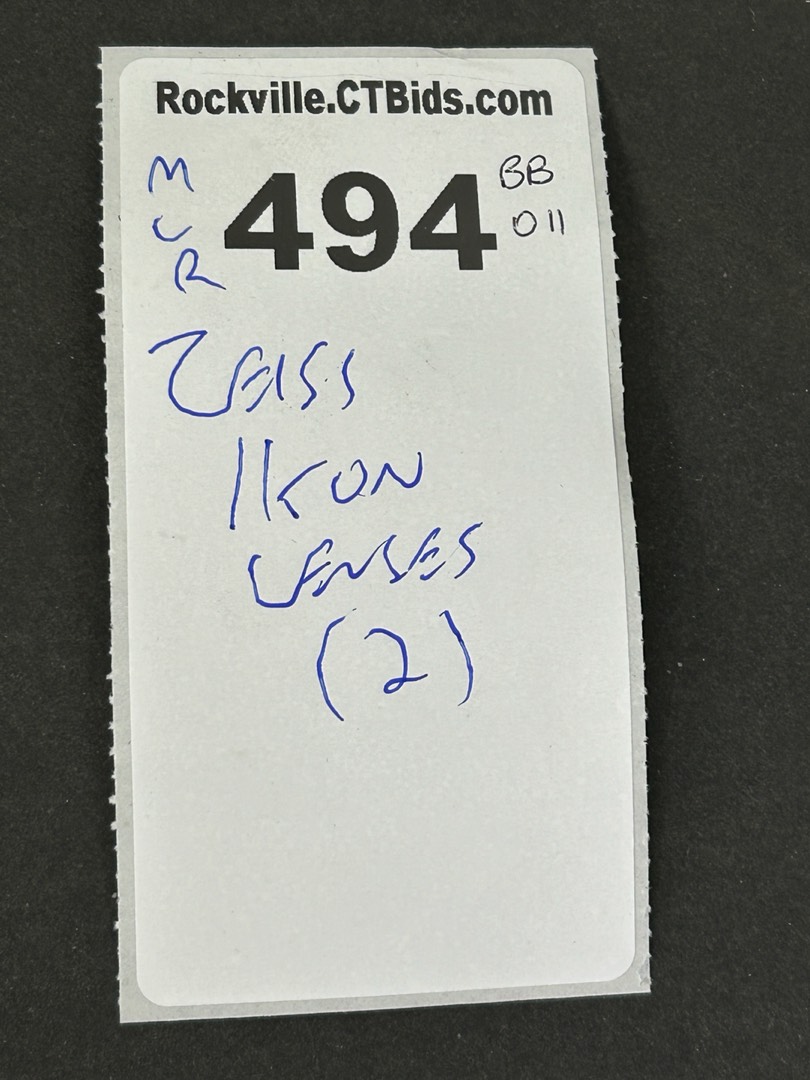 Rockville.CTBids.com
494
BB
011
ZEISS
IKON
LENSES
(2)